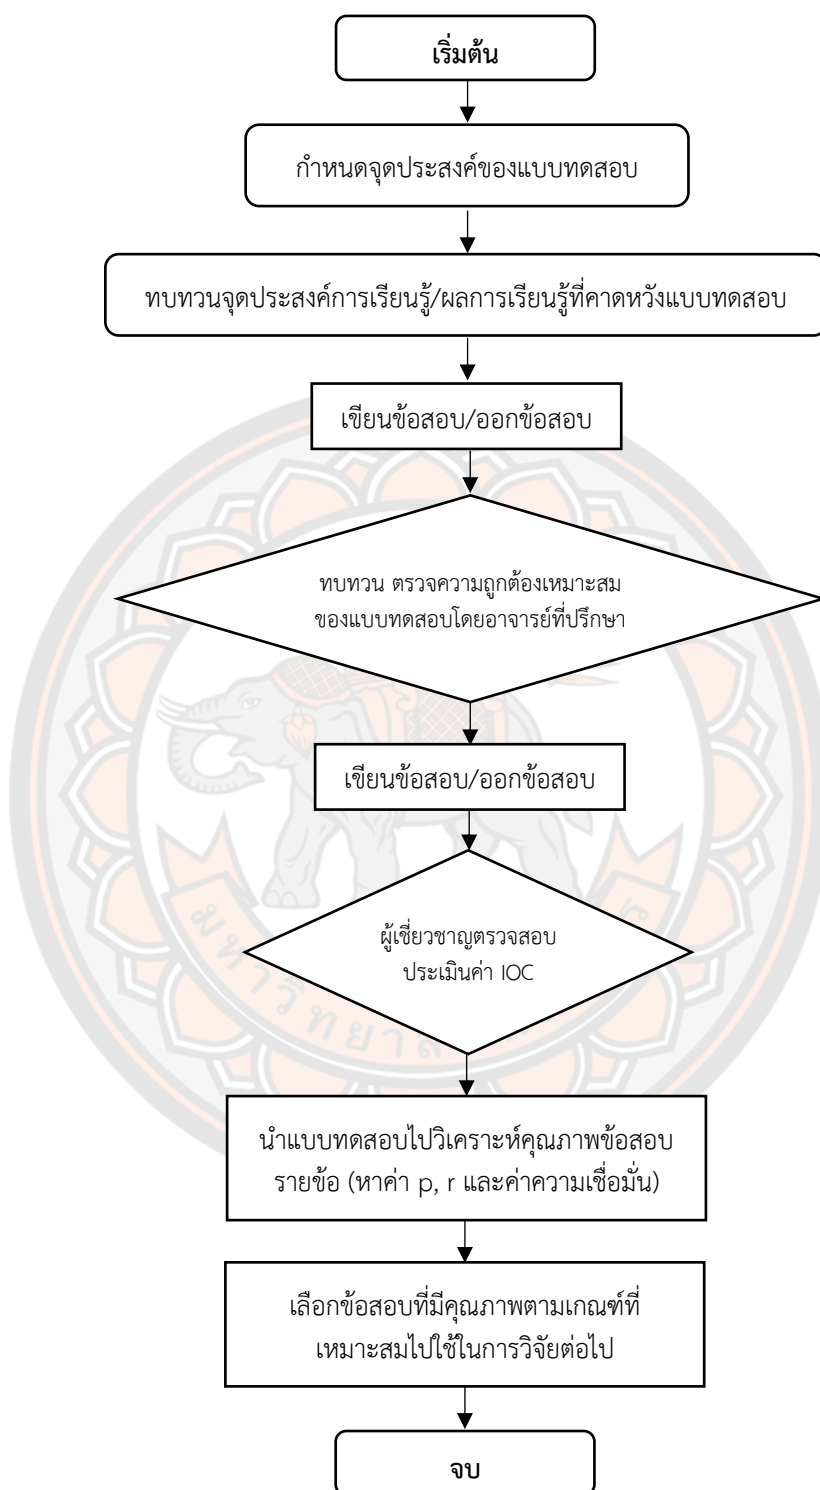 เริ่มต้น
กำหนดจุดประสงค์ของแบบทดสอบ
ทบทวนจุดประสงค์การเรียนรู้/ผลการเรียนรู้ที่คาดหวังแบบทดสอบ
เขียนข้อสอบ/ออกข้อสอบ
ทบทวน ตรวจความถูกต้องเหมาะสม
ของแบบทดสอบโดยอาจารย์ที่ปรึกษา
เขียนข้อสอบ/ออกข้อสอบ
ผู้เชี่ยวชาญตรวจสอบ
ประเมินค่า IOC
มหาวิทยาล
ร
นำแบบทดสอบไปวิเคราะห์คุณภาพข้อสอบ
รายข้อ (หาค่า p, r และค่าความเชื่อมั่น)
เลือกข้อสอบที่มีคุณภาพตามเกณฑ์ที่
เหมาะสมไปใช้ในการวิจัยต่อไป
จบ